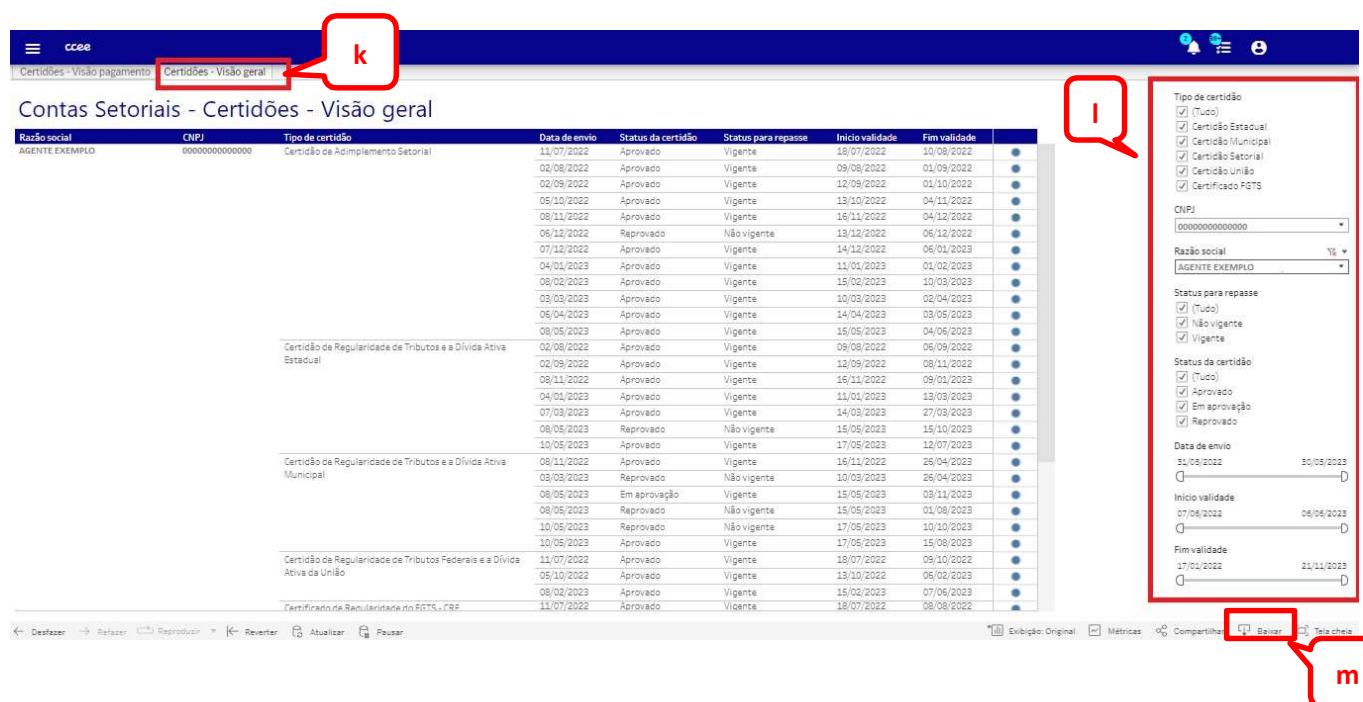 ccee
2
99+
k
Certidões - Visão pagamento
Certidões - Visão geral
Contas Setoriais - Certidões - Visão geral
l
Razão social CNPJ Tipo de certidão Data de envio Status da certidão Status para repasse Inicio validade Fim validade
AGENTE EXEMPLO 00000000000000 Certidão de Adimplemento Setorial 11/07/2022 Aprovado Vigente 18/07/2022 10/08/2022
02/08/2022 Aprovado Vigente 09/08/2022 01/09/2022
02/09/2022 Aprovado Vigente 12/09/2022 01/10/2022
05/10/2022 Aprovado Vigente 13/10/2022 04/11/2022
08/11/2022 Aprovado Vigente 16/11/2022 04/12/2022
06/12/2022 Reprovado Não vigente 13/12/2022 06/12/2022
07/12/2022 Aprovado Vigente 14/12/2022 06/01/2023
04/01/2023 Aprovado Vigente 11/01/2023 01/02/2023
08/02/2023 Aprovado Vigente 15/02/2023 10/03/2023
03/03/2023 Aprovado Vigente 10/03/2023 02/04/2023
06/04/2023 Aprovado Vigente 14/04/2023 03/05/2023
08/05/2023 Aprovado Vigente 15/05/2023 04/06/2023
Certidão de Regularidade de Tributos e a Dívida Ativa 02/08/2022 Aprovado Vigente 09/08/2022 06/09/2022
Estadual 02/09/2022 Aprovado Vigente 12/09/2022 08/11/2022
08/11/2022 Aprovado Vigente 16/11/2022 09/01/2023
04/01/2023 Aprovado Vigente 11/01/2023 13/03/2023
07/03/2023 Aprovado Vigente 14/03/2023 27/03/2023
08/05/2023 Reprovado Não vigente 15/05/2023 15/10/2023
10/05/2023 Aprovado Vigente 17/05/2023 12/07/2023
Certidão de Regularidade de Tributos e a Dívida Ativa 08/11/2022 Aprovado Vigente 16/11/2022 26/04/2023
Municipal 03/03/2023 Reprovado Não vigente 10/03/2023 26/04/2023
08/05/2023 Em aprovação Vigente 15/05/2023 03/11/2023
08/05/2023 Reprovado Não vigente 15/05/2023 01/08/2023
10/05/2023 Reprovado Não vigente 17/05/2023 10/10/2023
10/05/2023 Aprovado Vigente 17/05/2023 15/08/2023
Certidão de Regularidade de Tributos Federais e a Dívida 11/07/2022 Aprovado Vigente 18/07/2022 09/10/2022
Ativa da União 05/10/2022 Aprovado Vigente 13/10/2022 06/02/2023
08/02/2023 Aprovado Vigente 15/02/2023 07/06/2023
Certificado de Regularidade do FGTS - CRF 11/07/2022 Aprovado Vigente 18/07/2022 08/08/2022
Tipo de certidão
(Tudo)
Certidão Estadual
Certidão Municipal
Certidão Setorial
Certidão União
Certificado FGTS
CNPJ
00000000000000
Razão social
AGENTE EXEMPLO
Status para repasse
(Tudo)
Não vigente
Vigente
Status da certidão
(Tudo)
Aprovado
Em aprovação
Reprovado
Data de envio
31/05/2022 30/05/2023
Inicio validade
07/06/2022 06/06/2023
Fim validade
17/01/2022 21/11/2023
Desfazer Refazer Reproduzir Reverter Atualizar Pausar Exibição: Original Métricas Compartilhar Baixar Tela cheia
m